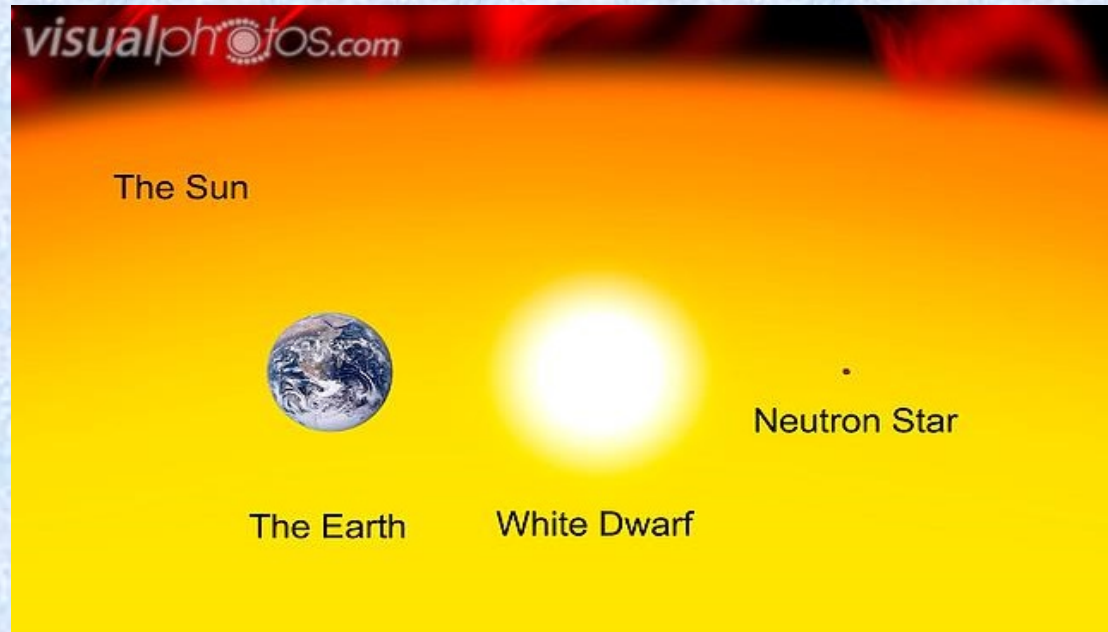 visualphotos.com
The Sun
Neutron Star
The Earth
White Dwarf